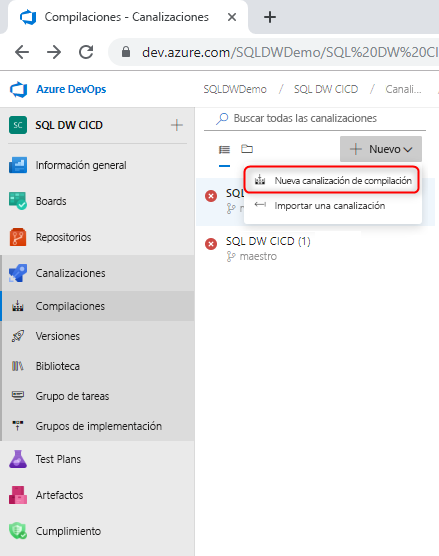 Compilaciones - Canalizaciones
dev.azure.com/SQLDWDemo/SQL%20DW%20CI
Azure DevOps
SQLDWDemo / SQL DW CICD / Canali...
SC SQL DW CICD
Buscar todas las canalizaciones
Nuevo
Información general
Nueva canalización de compilación
SQL
Boards
Importar una canalización
Repositorios
SQL DW CICD (1)
maestro
Canalizaciones
Compilaciones
Versiones
Biblioteca
Grupo de tareas
Grupos de implementación
Test Plans
Artefactos
Cumplimiento